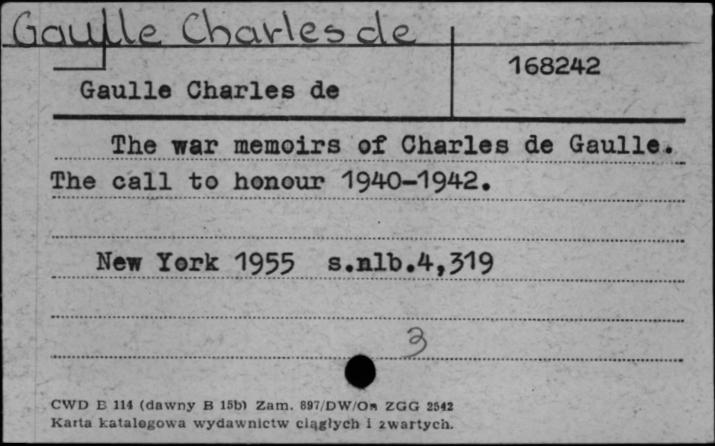 Gaulle Charles de
168242
Gaulle Charles de
The war memoirs of Charles de Gaulle.
The call to honour 1940-1942.
New York 1955 s.nlb.4,319
3
CWD E 114 (dawny B 15b) Zam. 897/DW/On ZGG 2542
Karta katalogowa wydawnictw ciągłych i zwartych.